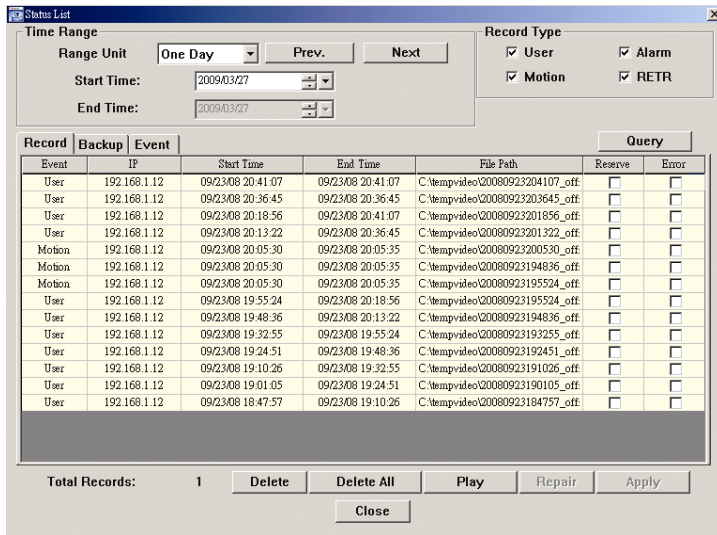 Status List
Time Range
Range Unit One Day Prev. Next
Start Time: 2009/03/27
End Time: 2009/03/27
Record Type
User Alarm
Motion RETR
Record Backup Event Query
Event IP Start Time End Time File Path Reserve Error
User 192.168.1.12 09/23/08 20:41:07 09/23/08 20:41:07 C:\tempvideo\20080923204107_off:
User 192.168.1.12 09/23/08 20:36:45 09/23/08 20:36:45 C:\tempvideo\20080923203645_off:
User 192.168.1.12 09/23/08 20:18:56 09/23/08 20:41:07 C:\tempvideo\20080923201856_off:
User 192.168.1.12 09/23/08 20:13:22 09/23/08 20:36:45 C:\tempvideo\20080923201322_off:
Motion 192.168.1.12 09/23/08 20:05:30 09/23/08 20:05:35 C:\tempvideo\20080923200530_off:
Motion 192.168.1.12 09/23/08 20:05:30 09/23/08 20:05:35 C:\tempvideo\20080923194836_off:
Motion 192.168.1.12 09/23/08 20:05:30 09/23/08 20:05:35 C:\tempvideo\20080923195524_off:
User 192.168.1.12 09/23/08 19:55:24 09/23/08 20:18:56 C:\tempvideo\20080923195524_off:
User 192.168.1.12 09/23/08 19:48:36 09/23/08 20:13:22 C:\tempvideo\20080923194836_off:
User 192.168.1.12 09/23/08 19:32:55 09/23/08 19:55:24 C:\tempvideo\20080923193255_off:
User 192.168.1.12 09/23/08 19:24:51 09/23/08 19:48:36 C:\tempvideo\20080923192451_off:
User 192.168.1.12 09/23/08 19:10:26 09/23/08 19:32:55 C:\tempvideo\20080923191026_off:
User 192.168.1.12 09/23/08 19:01:05 09/23/08 19:24:51 C:\tempvideo\20080923190105_off:
User 192.168.1.12 09/23/08 18:47:57 09/23/08 19:10:26 C:\tempvideo\20080923184757_off:
Total Records: 1 Delete Delete All Play Repair Apply
Close